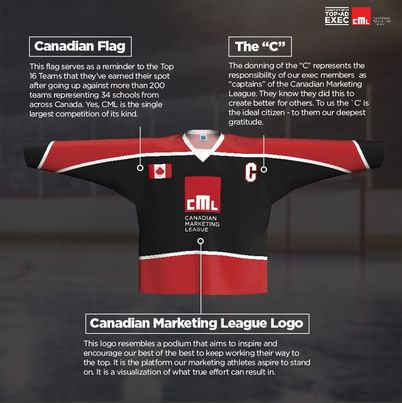 TOP-AD
EXEC
CML
CANADIAN
MARKETING
LEAGUE
Canadian Flag
This flag serves as a reminder to the Top
16 Teams that they've earned their spot
after going up against more than 200
teams representing 34 schools from
across Canada. Yes, CML is the single
largest competition of its kind.
The "C"
The donning of the "C" represents the
responsibility of our exec members as
"captains" of the Canadian Marketing
League. They know they did this to
create better for others. To us the `C' is
the ideal citizen - to them our deepest
gratitude.
C
CML
CANADIAN
MARKETING
LEAGUE
Canadian Marketing League Logo
This logo resembles a podium that aims to inspire and
encourage our best of the best to keep working their way to
the top. It is the platform our marketing athletes aspire to stand
on. It is a visualization of what true effort can result in.